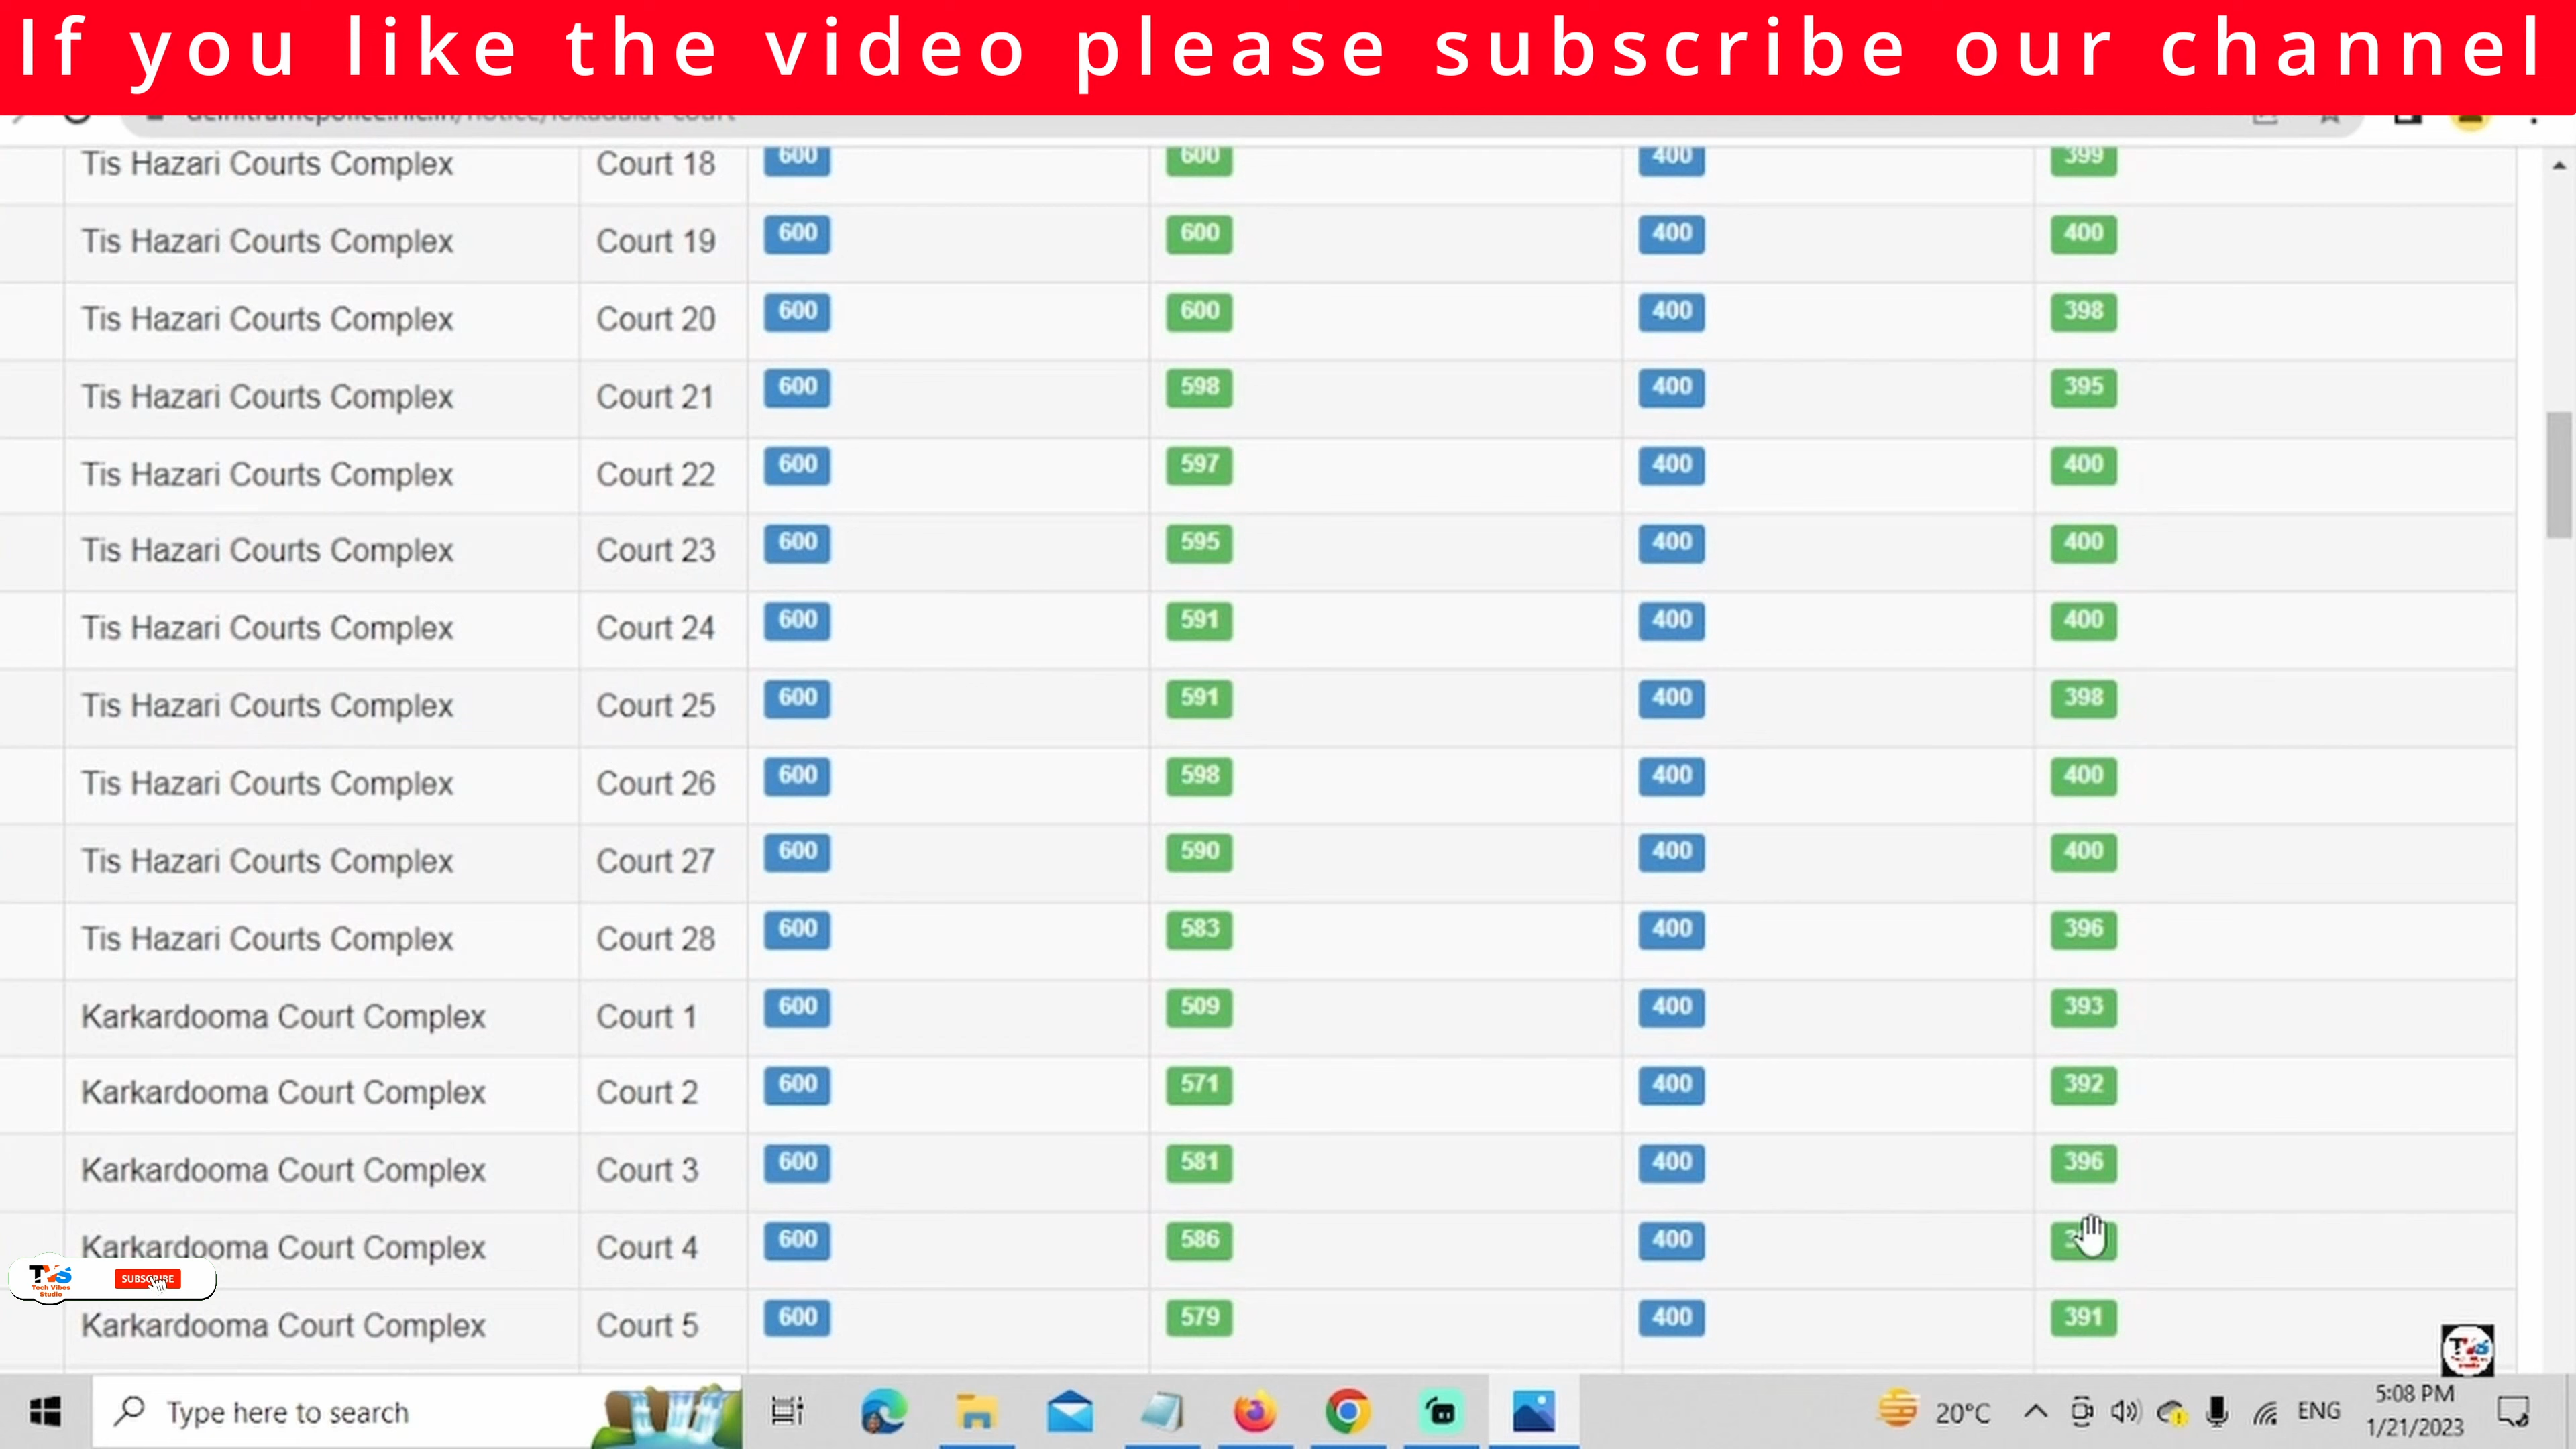 If you like the video please subscribe our channel
Tis Hazari Courts Complex Court 18 600 600 400 399
Tis Hazari Courts Complex Court 19 600 600 400 400
Tis Hazari Courts Complex Court 20 600 600 400 398
Tis Hazari Courts Complex Court 21 600 598 400 395
Tis Hazari Courts Complex Court 22 600 597 400 400
Tis Hazari Courts Complex Court 23 600 595 400 400
Tis Hazari Courts Complex Court 24 600 591 400 400
Tis Hazari Courts Complex Court 25 600 591 400 398
Tis Hazari Courts Complex Court 26 600 598 400 400
Tis Hazari Courts Complex Court 27 600 590 400 400
Tis Hazari Courts Complex Court 28 600 583 400 396
Karkardooma Court Complex Court 1 600 509 400 393
Karkardooma Court Complex Court 2 600 571 400 392
Karkardooma Court Complex Court 3 600 581 400 396
Karkardooma Court Complex Court 4 600 586 400
TVS
Tech Vibes
Studio
SUBSCRIBE
Karkardooma Court Complex Court 5 600 579 400 391
TVS
Type here to search
20°C
ENG
5:08 PM
1/21/2023